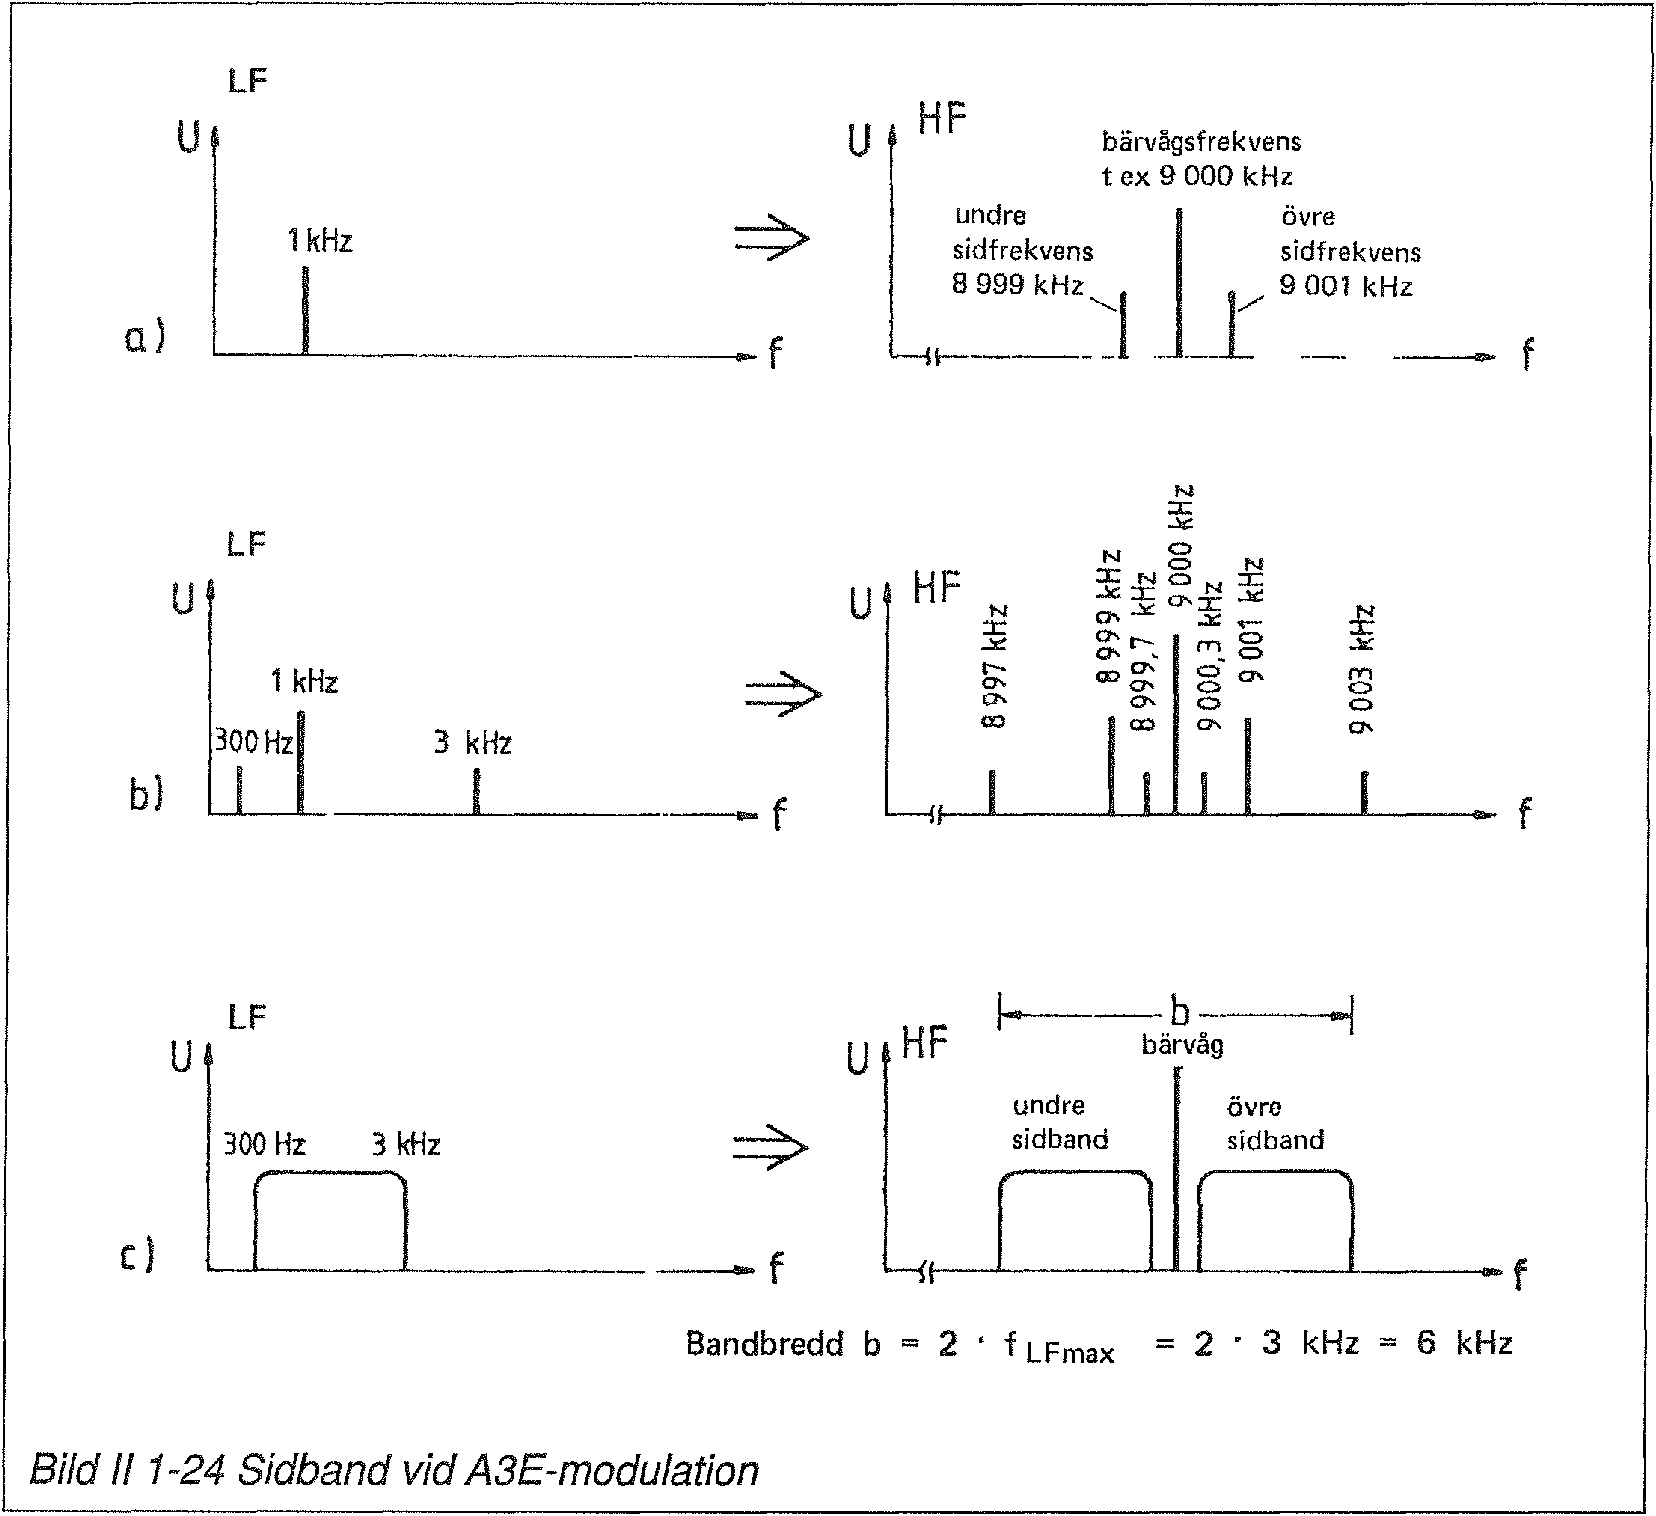 LF
U
1 kHz
a)
f
HF
U
bärvågsfrekvens
t ex 9 000 kHz
undre
sidfrekvens
8 999 kHz
övre
sidfrekvens
9 001 kHz
f
LF
U
300 Hz
1 kHz
3 kHz
b)
f
HF
U
8 997 kHz
8 999 kHz
8 999,7 kHz
9 000 kHz
9 000,3 kHz
9 001 kHz
9 003 kHz
f
LF
U
300 Hz
3 kHz
c)
f
HF
U
b
bärvåg
undre
sidband
övre
sidband
f
Bandbredd b = 2 · f LFmax = 2 · 3 kHz = 6 kHz
Bild II 1-24 Sidband vid A3E-modulation